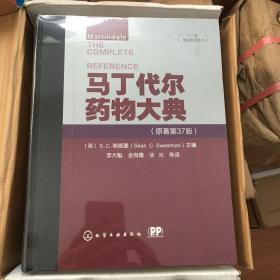 Martindale
THE
COMPLETE
REFERENCE
马丁代尔
药物大典
(原著第37版)
(英) S. C. 斯威曼 (Sean C Sweetman) 主编
李大魁 金有豫 汤光 等译
化学工业出版社